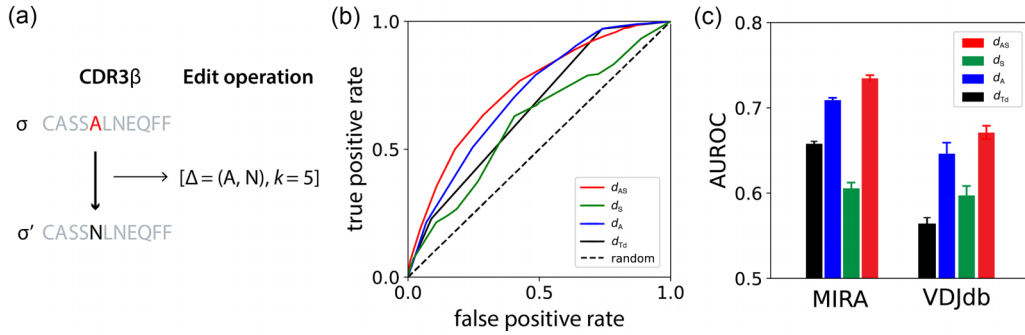 (a)
CDR3β Edit operation
σ CASSALNEQFF
[Δ = (A, N), k = 5]
σ′ CASSNLNEQFF
(b)
true positive rate
1.0
0.5
0.0
0.0 0.5 1.0
false positive rate
d_AS
d_S
d_A
d_Td
random
(c)
AUROC
0.8
0.7
0.6
0.5
MIRA VDJdb
d_AS
d_S
d_A
d_Td